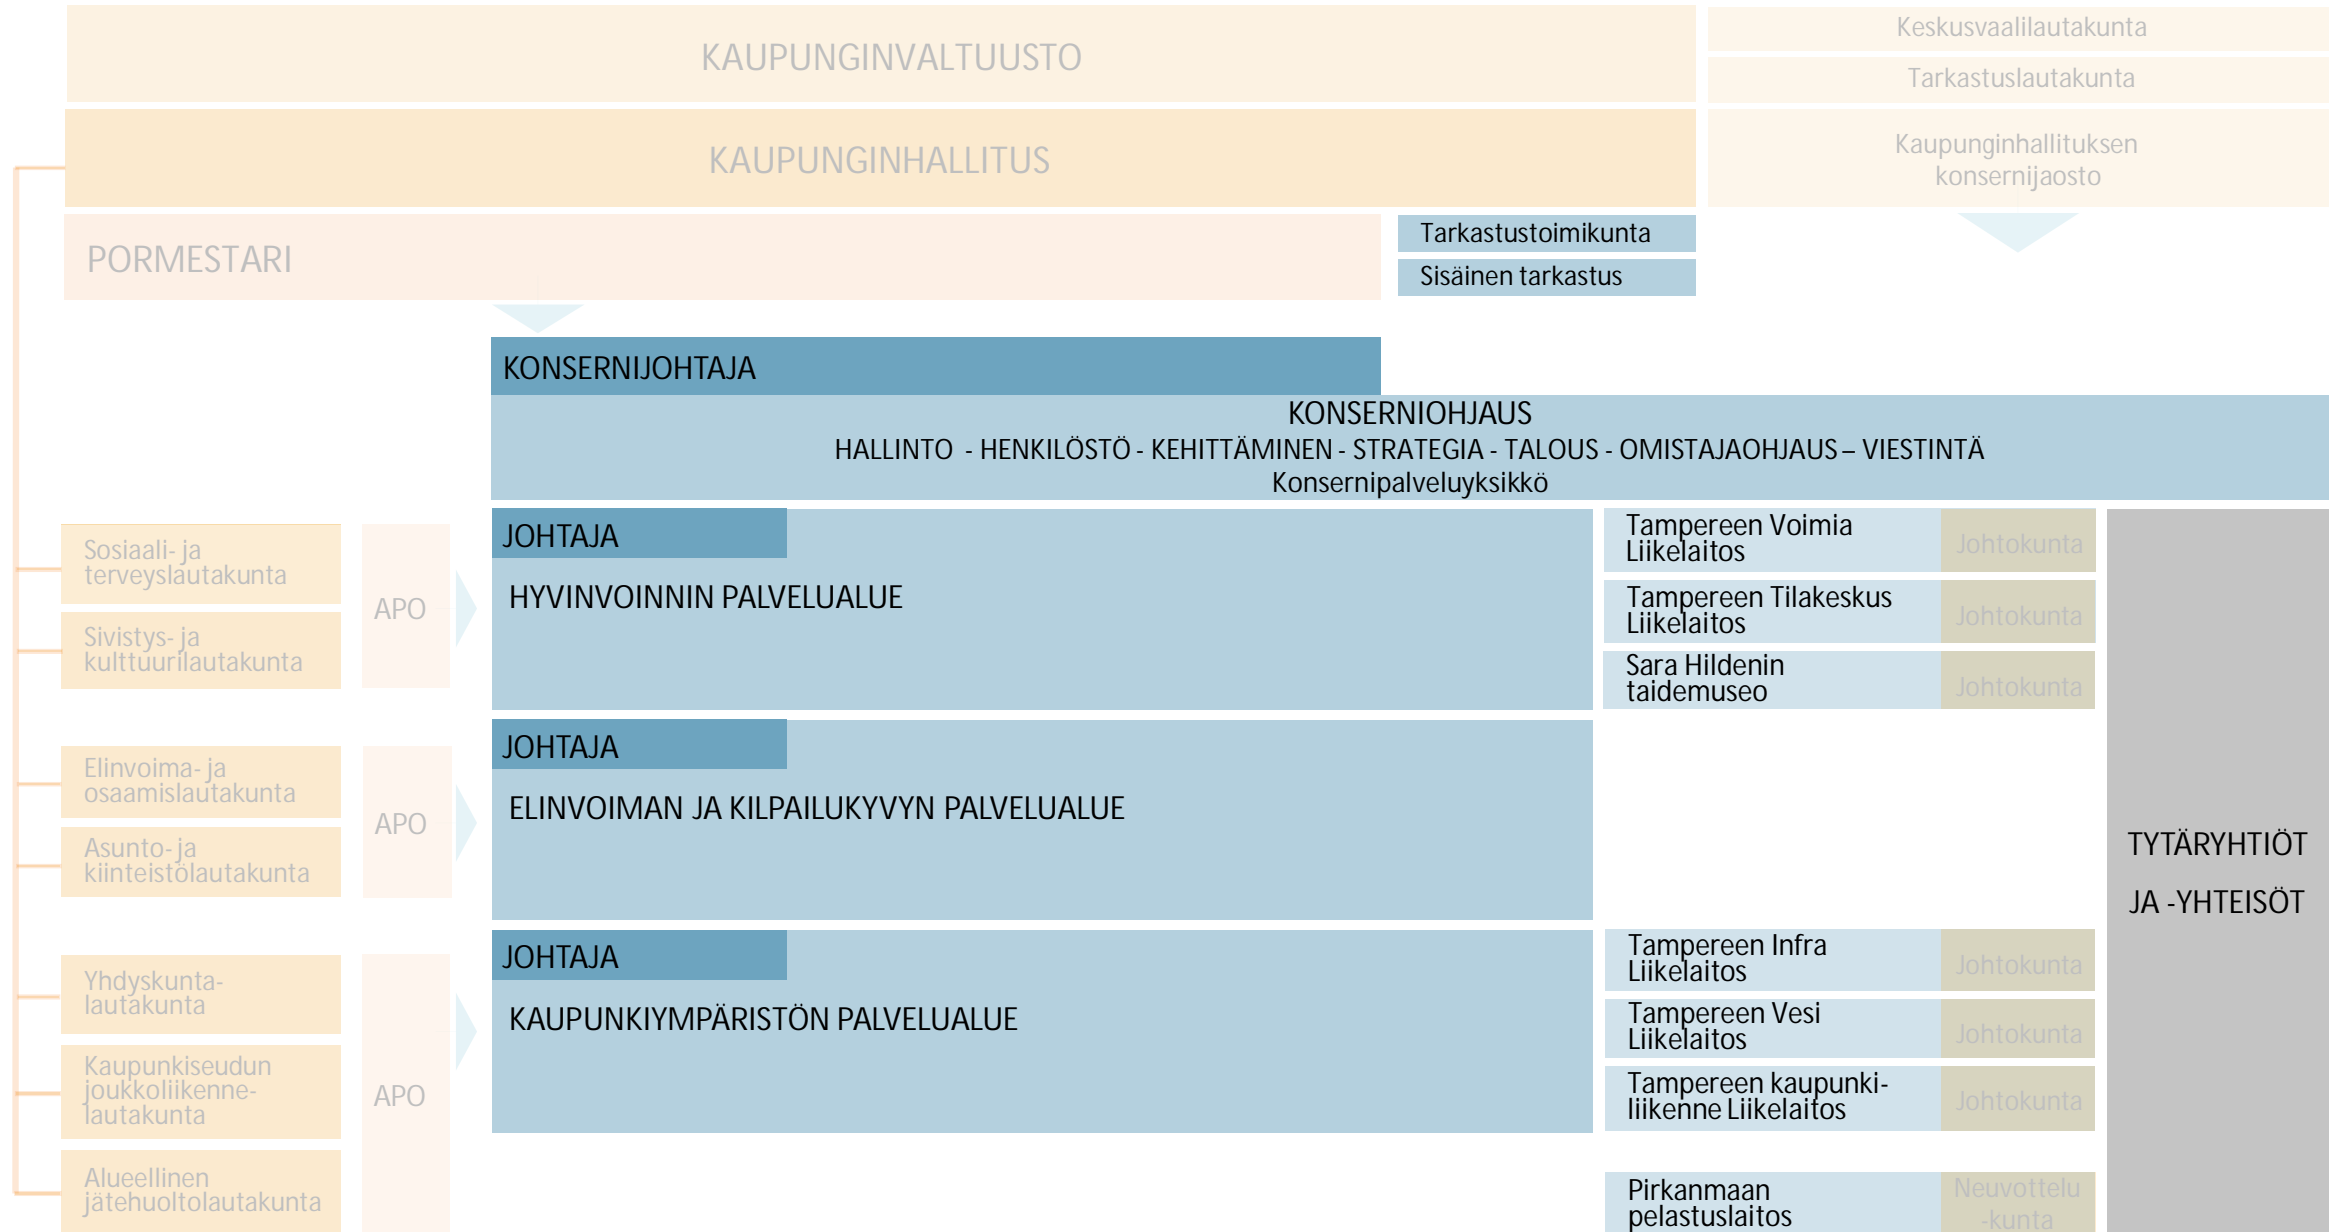 KAUPUNGINVALTUUSTO
Keskusvaalilautakunta
Tarkastuslautakunta
KAUPUNGINHALLITUS
Kaupunginhallituksen
konsernijaosto
PORMESTARI
Tarkastustoimikunta
Sisäinen tarkastus
KONSERNIJOHTAJA
KONSERNIOHJAUS
HALLINTO - HENKILÖSTÖ - KEHITTÄMINEN - STRATEGIA - TALOUS - OMISTAJAOHJAUS – VIESTINTÄ
Konsernipalveluyksikkö
Sosiaali- ja
terveyslautakunta
Sivistys- ja
kulttuurilautakunta
APO
JOHTAJA
HYVINVOINNIN PALVELUALUE
Tampereen Voimia
Liikelaitos
Johtokunta
Tampereen Tilakeskus
Liikelaitos
Johtokunta
Sara Hildenin
taidemuseo
Johtokunta
Elinvoima- ja
osaamislautakunta
Asunto- ja
kiinteistölautakunta
APO
JOHTAJA
ELINVOIMAN JA KILPAILUKYVYN PALVELUALUE
TYTÄRYHTIÖT
JA -YHTEISÖT
Yhdyskunta-
lautakunta
Kaupunkiseudun
joukkoliikenne-
lautakunta
Alueellinen
jätehuoltolautakunta
APO
JOHTAJA
KAUPUNKIYMPÄRISTÖN PALVELUALUE
Tampereen Infra
Liikelaitos
Johtokunta
Tampereen Vesi
Liikelaitos
Johtokunta
Tampereen kaupunki-
liikenne Liikelaitos
Johtokunta
Pirkanmaan
pelastuslaitos
Neuvottelu
-kunta